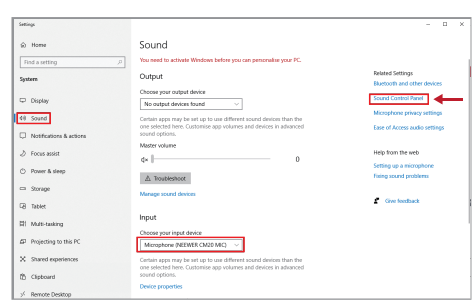 Settings
Home
Find a setting
System
Display
Sound
Notifications & actions
Focus assist
Power & sleep
Storage
Tablet
Multi-tasking
Projecting to this PC
Shared experiences
Clipboard
Remote Desktop
Sound
You need to activate Windows before you can personalise your PC.
Output
Choose your output device
No output devices found
Certain apps may be set up to use different sound devices than the
one selected here. Customise app volumes and devices in advanced
sound options.
Master volume
0
Troubleshoot
Manage sound devices
Input
Choose your input device
Microphone (NEEWER CM20 MIC)
Certain apps may be set up to use different sound devices than the
one selected here. Customise app volumes and devices in advanced
sound options.
Device properties
Related Settings
Bluetooth and other devices
Sound Control Panel
Microphone privacy settings
Ease of Access audio settings
Help from the web
Setting up a microphone
Fixing sound problems
Give feedback